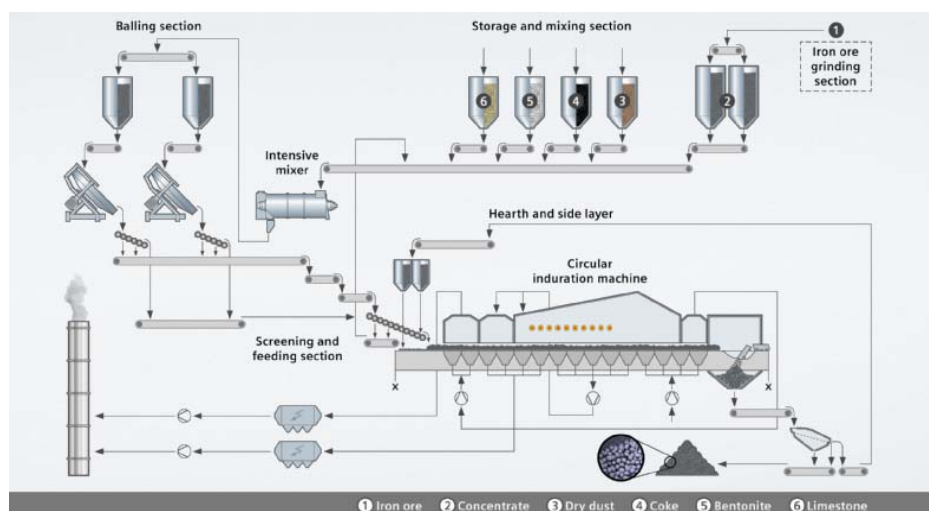 Balling section
Storage and mixing section
1
Iron ore
grinding
section
6
5
4
3
2
Intensive
mixer
Hearth and side layer
Circular
induration machine
Screening and
feeding section
x
x
1 Iron ore 2 Concentrate 3 Dry dust 4 Coke 5 Bentonite 6 Limestone